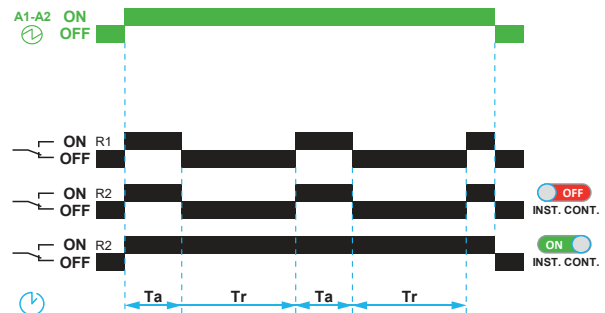 A1-A2 ON
OFF
ON R1
OFF
ON R2
OFF
OFF
INST. CONT.
ON R2
OFF
ON
INST. CONT.
Ta Tr Ta Tr